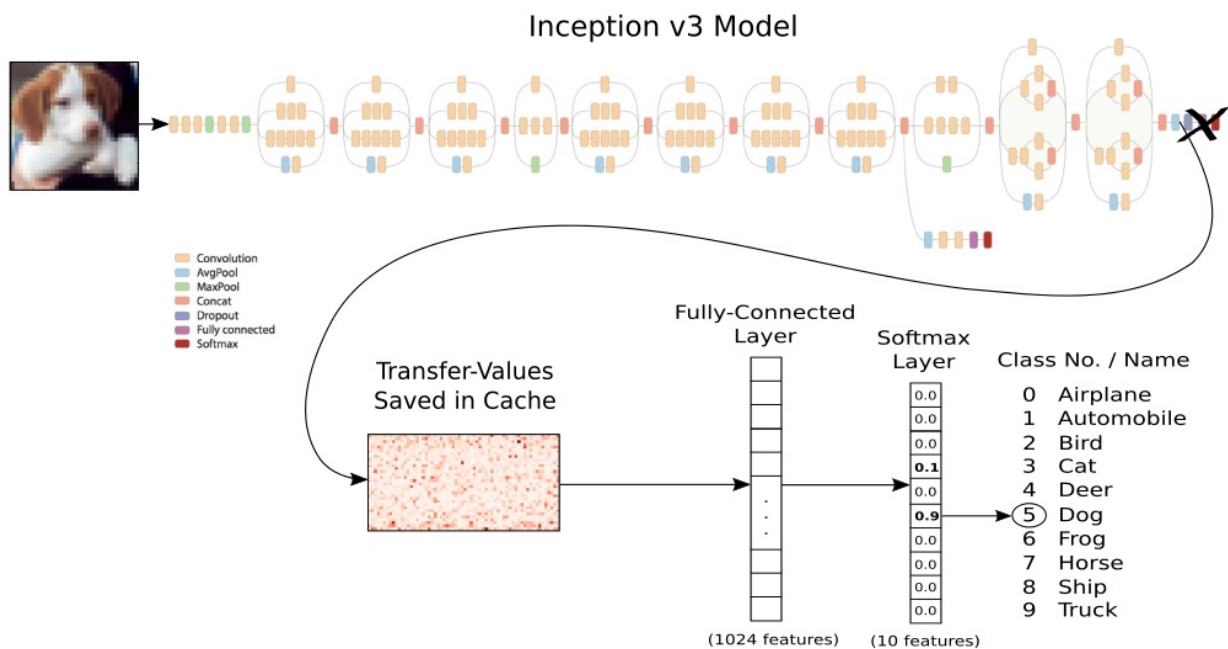 Inception v3 Model
Convolution
AvgPool
MaxPool
Concat
Dropout
Fully connected
Softmax
Transfer-Values
Saved in Cache
Fully-Connected
Layer
. . .
(1024 features)
Softmax
Layer
0.0
0.0
0.0
0.1
0.0
0.9
0.0
0.0
0.0
0.0
(10 features)
Class No. / Name
0 Airplane
1 Automobile
2 Bird
3 Cat
4 Deer
5 Dog
6 Frog
7 Horse
8 Ship
9 Truck